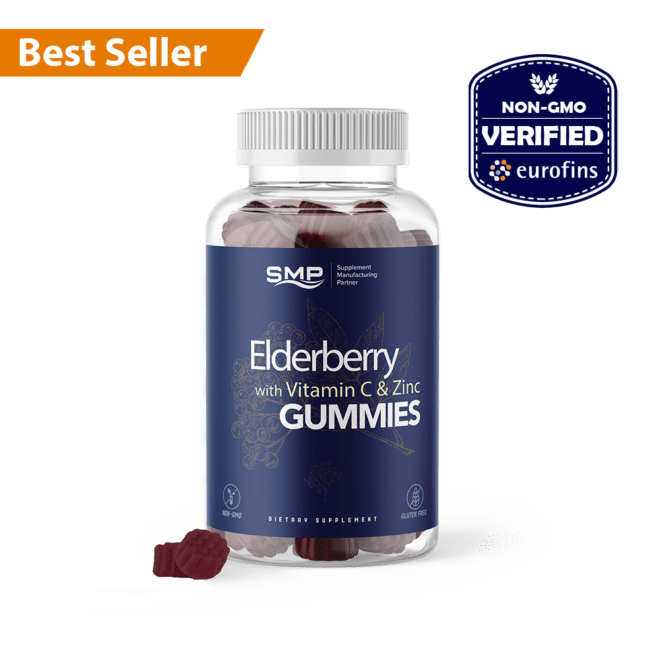 Best Seller
NON-GMO
VERIFIED
eurofins
SMP
Supplement
Manufacturing
Partner
Elderberry
with Vitamin C & Zinc
GUMMIES
NON-GMO
GLUTEN FREE
DIETARY SUPPLEMENT